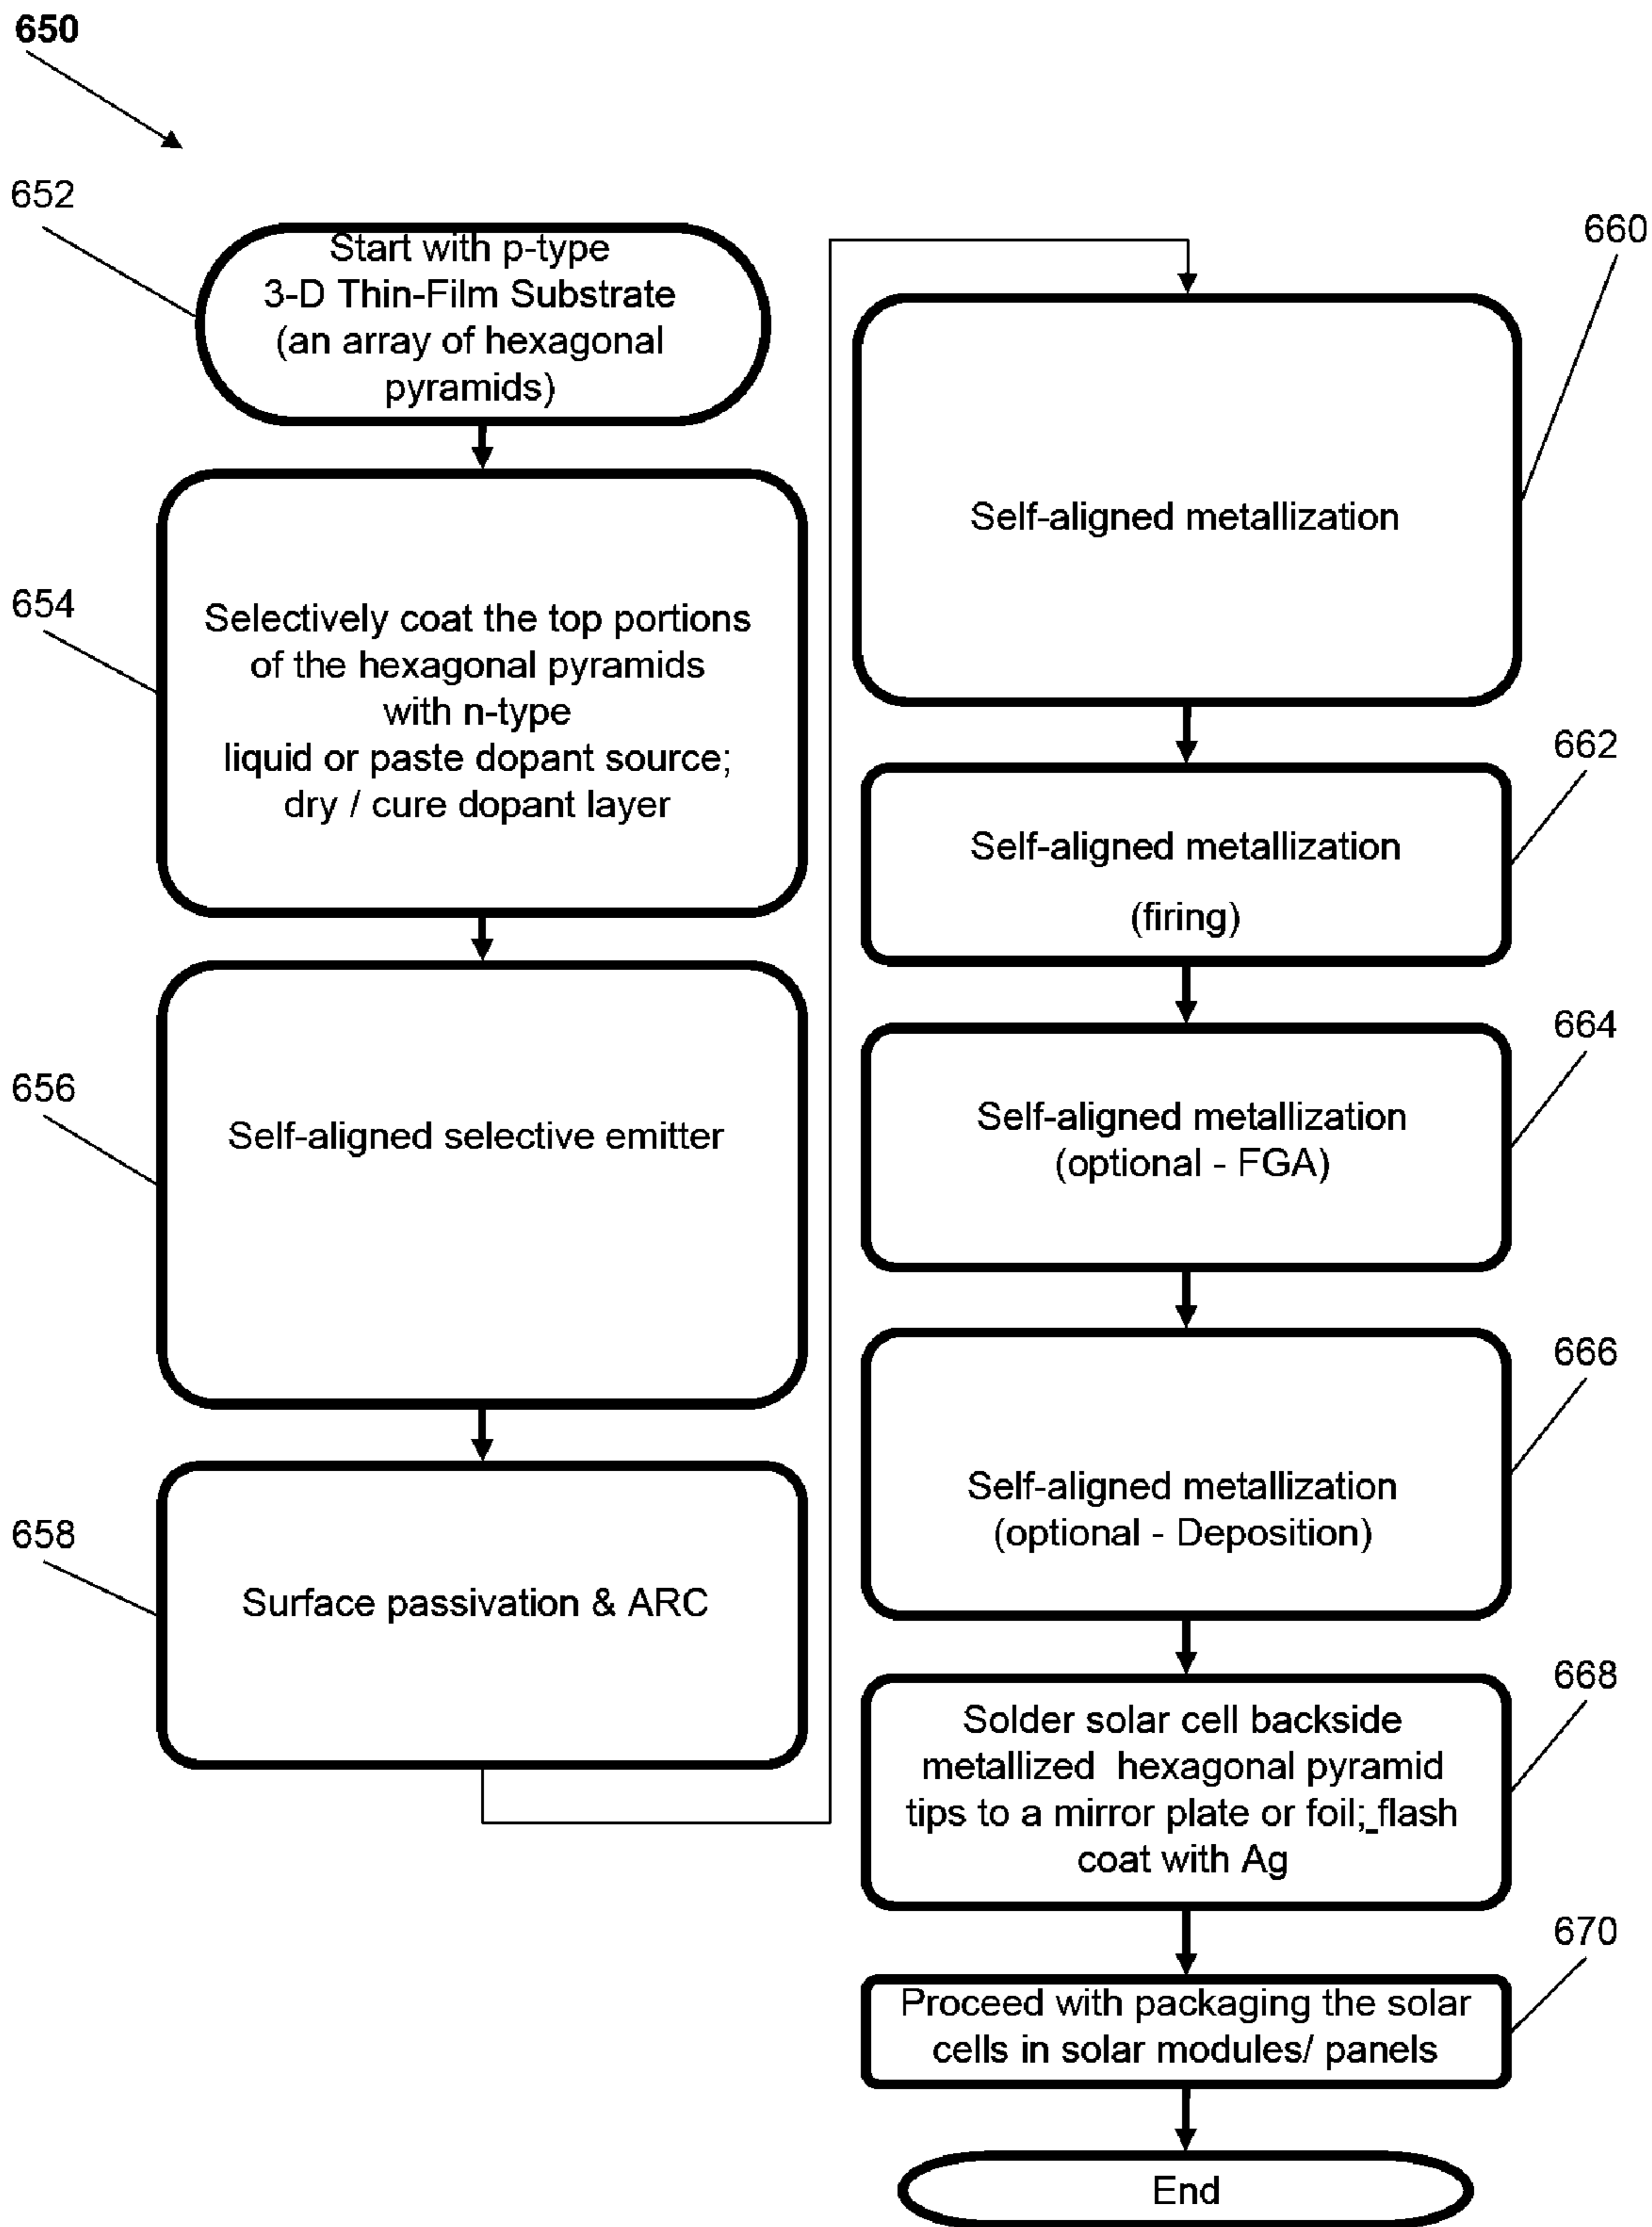 650
652
Start with p-type
3-D Thin-Film Substrate
(an array of hexagonal
pyramids)
654
Selectively coat the top portions
of the hexagonal pyramids
with n-type
liquid or paste dopant source;
dry / cure dopant layer
656
Self-aligned selective emitter
658
Surface passivation & ARC
660
Self-aligned metallization
662
Self-aligned metallization
(firing)
664
Self-aligned metallization
(optional - FGA)
666
Self-aligned metallization
(optional - Deposition)
668
Solder solar cell backside
metallized hexagonal pyramid
tips to a mirror plate or foil; flash
coat with Ag
670
Proceed with packaging the solar
cells in solar modules/ panels
End